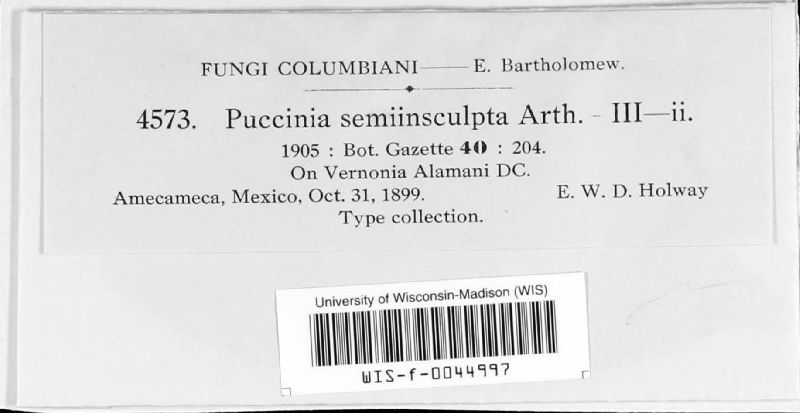 FUNGI COLUMBIANI—— E. Bartholomew.
4573. Puccinia semiinsculpta Arth. - III—ii.
1905 : Bot. Gazette 40 : 204.
On Vernonia Alamani DC.
Amecameca, Mexico, Oct. 31, 1899. E. W. D. Holway
Type collection.
University of Wisconsin-Madison (WIS)
WIS-f-0044997